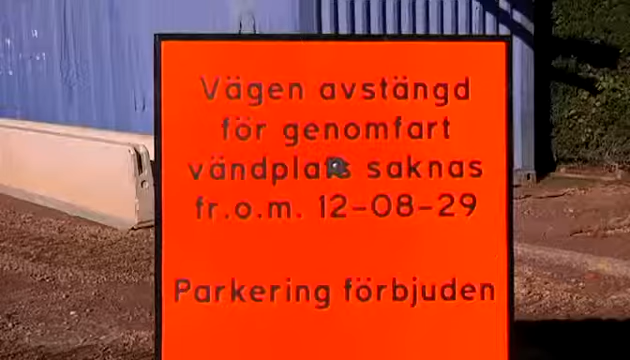 Vägen avstängd
för genomfart
vändplats saknas
fr.o.m. 12-08-29
Parkering förbjuden